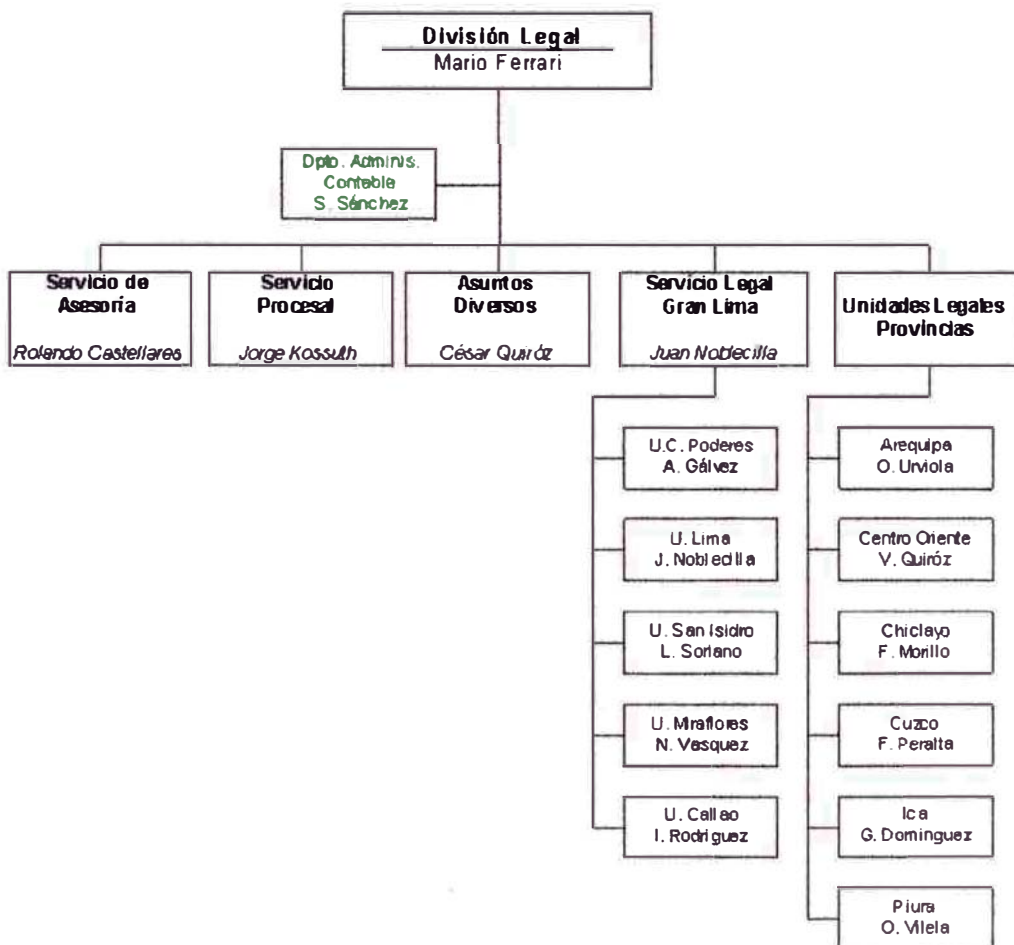 División Legal
Mario Ferrari
Dpto. Adminis.
Contable
S. Sánchez
Servicio de
Asesoría
Rolando Castellares
Servicio
Procesal
Jorge Kossuth
Asuntos
Diversos
César Quiróz
Servicio Legal
Gran Lima
Juan Noblecilla
Unidades Legales
Provincias
U.C. Poderes
A. Gálvez
U. Lima
J. Noblecilla
U. San Isidro
L. Soriano
U. Miraflores
N. Vasquez
U. Callao
I. Rodriguez
Arequipa
O. Urviola
Centro Oriente
V. Quiróz
Chiclayo
F. Morillo
Cuzco
F. Peralta
Ica
G. Dominguez
Piura
O. Vilela